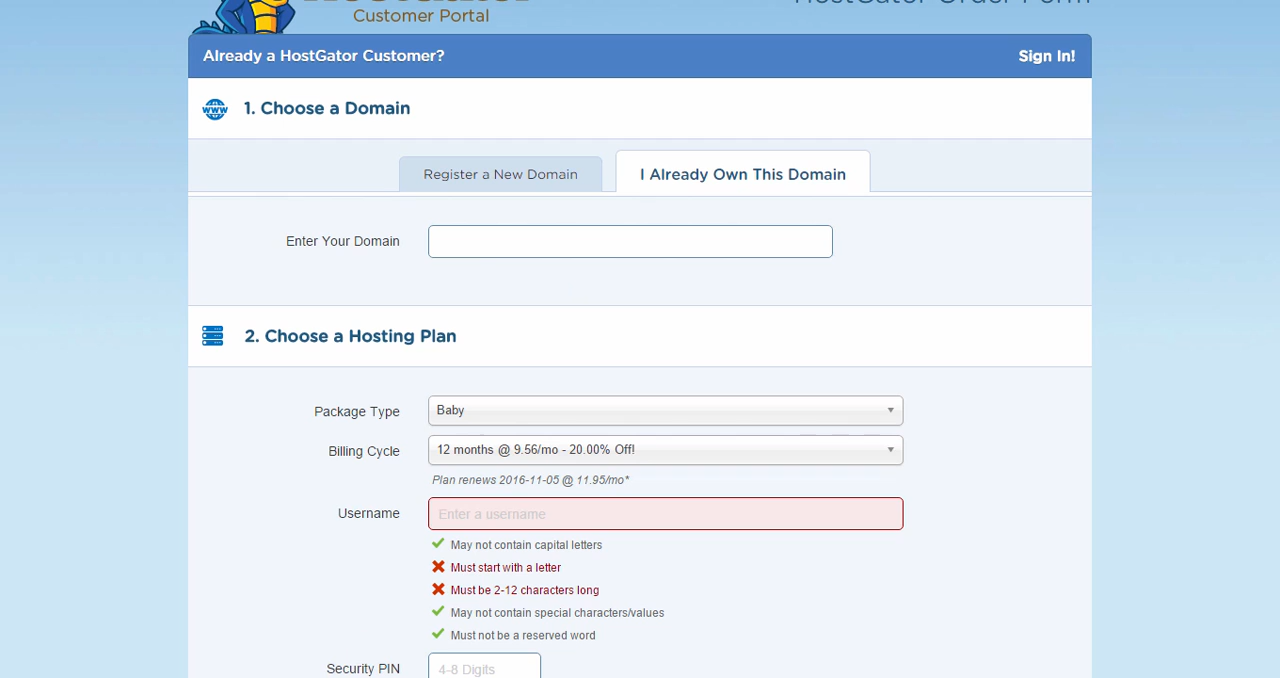 Customer Portal
HostGator Order Form
Already a HostGator Customer?
Sign In!
www
1. Choose a Domain
Register a New Domain
I Already Own This Domain
Enter Your Domain
2. Choose a Hosting Plan
Package Type
Baby
Billing Cycle
12 months @ 9.56/mo - 20.00% Off!
Plan renews 2016-11-05 @ 11.95/mo*
Username
Enter a username
May not contain capital letters
Must start with a letter
Must be 2-12 characters long
May not contain special characters/values
Must not be a reserved word
Security PIN
4-8 Digits